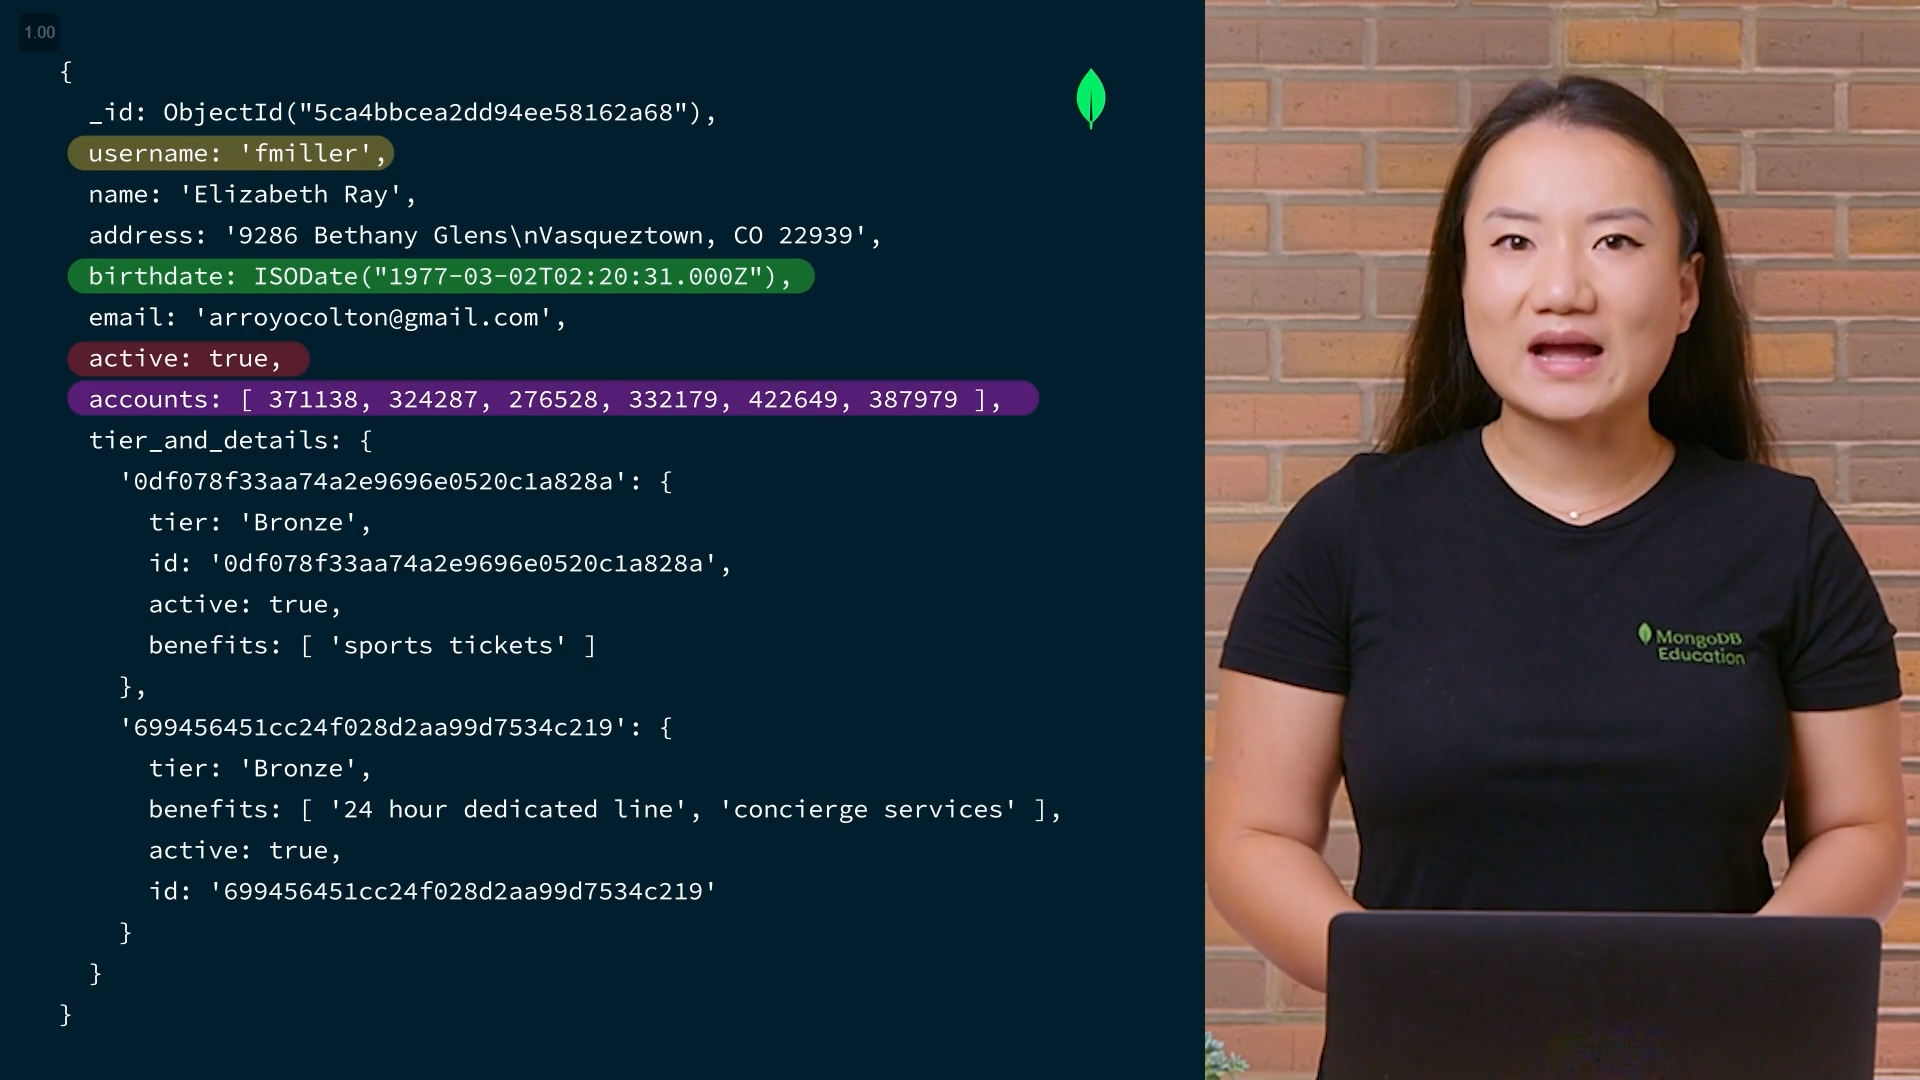 1.00
{
_id: ObjectId("5ca4bbcea2dd94ee58162a68"),
username: 'fmiller',
name: 'Elizabeth Ray',
address: '9286 Bethany Glens\nVasqueztown, CO 22939',
birthdate: ISODate("1977-03-02T02:20:31.000Z"),
email: 'arroyocolton@gmail.com',
active: true,
accounts: [ 371138, 324287, 276528, 332179, 422649, 387979 ],
tier_and_details: {
'0df078f33aa74a2e9696e0520c1a828a': {
tier: 'Bronze',
id: '0df078f33aa74a2e9696e0520c1a828a',
active: true,
benefits: [ 'sports tickets' ]
},
'699456451cc24f028d2aa99d7534c219': {
tier: 'Bronze',
benefits: [ '24 hour dedicated line', 'concierge services' ],
active: true,
id: '699456451cc24f028d2aa99d7534c219'
}
}
}
MongoDB
Education